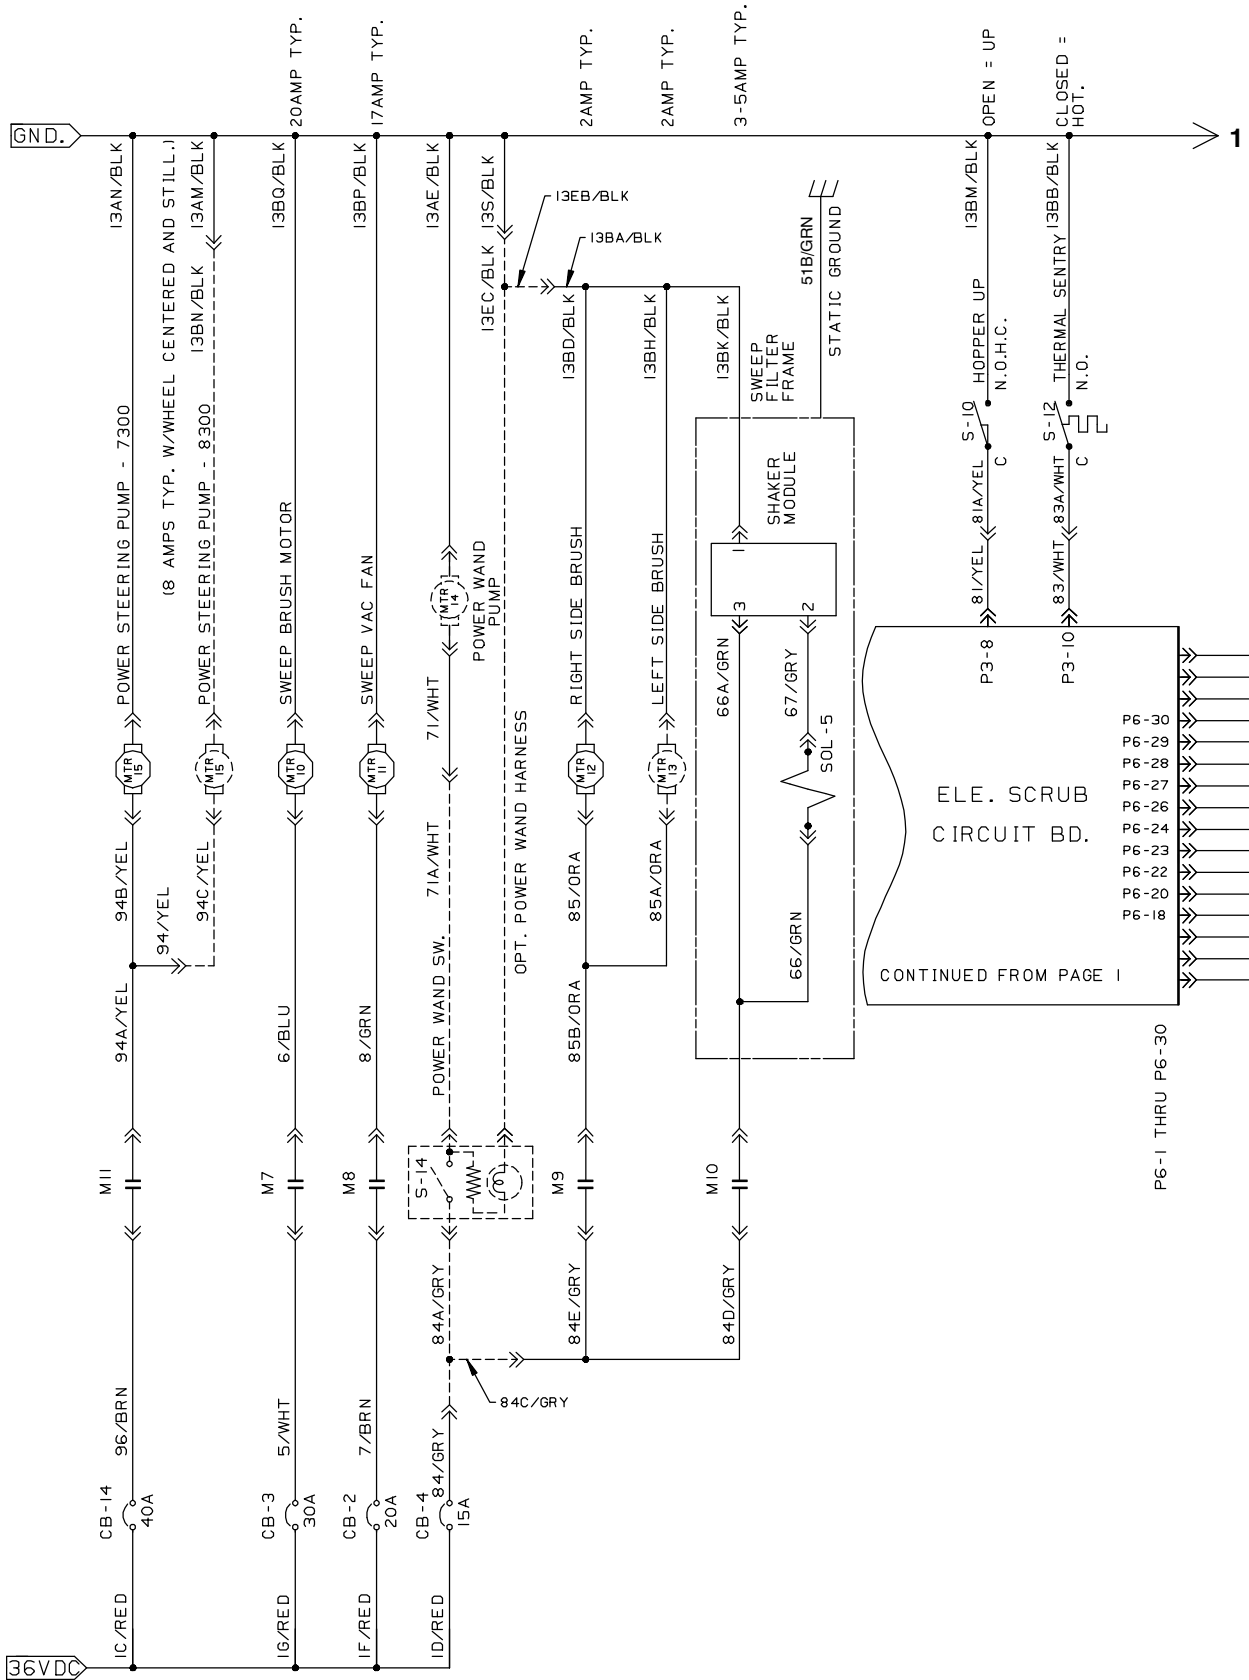 36VDC
GND.
1C/RED
CB-14
40A
96/BRN
M11
94A/YEL
94B/YEL
MTR
15
POWER STEERING PUMP - 7300
13AN/BLK
94/YEL
94C/YEL
MTR
15
POWER STEERING PUMP - 8300
(8 AMPS TYP. W/WHEEL CENTERED AND STILL.)
13BN/BLK
13AM/BLK
1G/RED
CB-3
30A
5/WHT
M7
6/BLU
MTR
10
SWEEP BRUSH MOTOR
13BQ/BLK
20AMP TYP.
1F/RED
CB-2
20A
7/BRN
M8
8/GRN
MTR
11
SWEEP VAC FAN
13BP/BLK
17AMP TYP.
1D/RED
CB-4
15A
84/GRY
84A/GRY
S-14
POWER WAND SW.
71A/WHT
71/WHT
MTR
14
POWER WAND
PUMP
13AE/BLK
84C/GRY
OPT. POWER WAND HARNESS
13EC/BLK
13S/BLK
13EB/BLK
13BA/BLK
84E/GRY
M9
85B/ORA
85/ORA
MTR
12
RIGHT SIDE BRUSH
13BD/BLK
2AMP TYP.
85A/ORA
MTR
13
LEFT SIDE BRUSH
13BH/BLK
2AMP TYP.
84D/GRY
M10
66A/GRN
3
1
13BK/BLK
3-5AMP TYP.
66/GRN
SOL-5
67/GRY
2
SHAKER
MODULE
SWEEP
FILTER
FRAME
51B/GRN
STATIC GROUND
P3-8
81/YEL
81A/YEL
S-10
C
HOPPER UP
N.O.H.C.
13BM/BLK
OPEN = UP
P3-10
83/WHT
83A/WHT
S-12
C
THERMAL SENTRY
N.O.
13BB/BLK
CLOSED =
HOT.
1
ELE. SCRUB
CIRCUIT BD.
CONTINUED FROM PAGE 1
P6-30
P6-29
P6-28
P6-27
P6-26
P6-24
P6-23
P6-22
P6-20
P6-18
P6-1 THRU P6-30